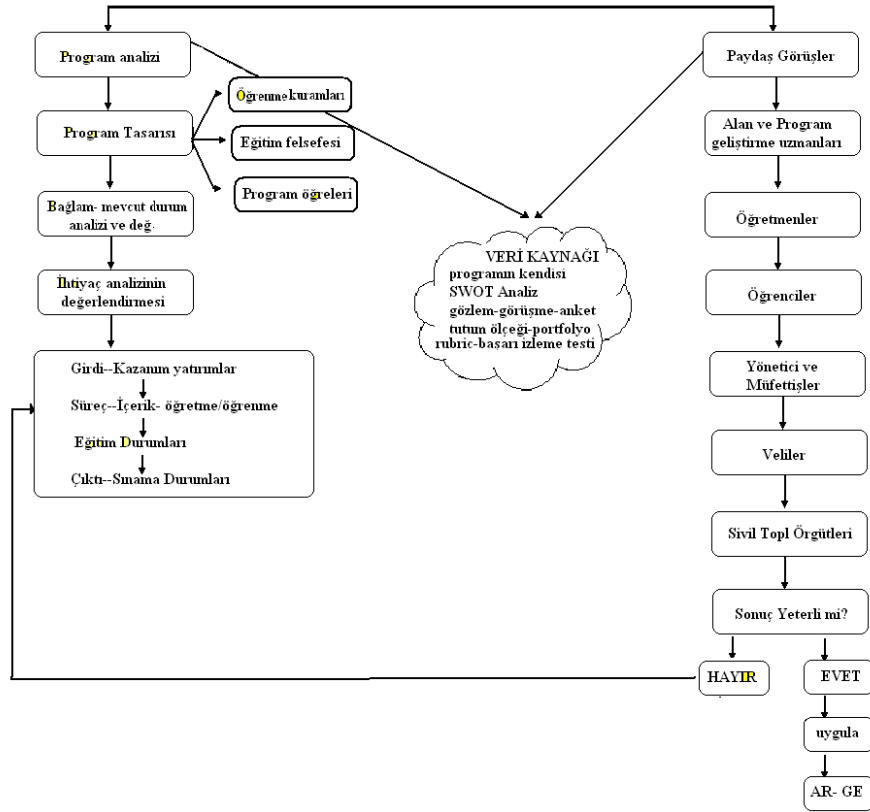 Program analizi
Program Tasarısı
Öğrenme kuramları
Eğitim felsefesi
Program öğreleri
Bağlam- mevcut durum
analizi ve değ.
İhtiyaç analizinin
değerlendirmesi
Girdi--Kazanım yatırımlar
Süreç--İçerik- öğretme/öğrenme
Eğitim Durumları
Çıktı--Sınama Durumları
VERİ KAYNAĞI
programın kendisi
SWOT Analiz
gözlem-görüşme-anket
tutum ölçeği-portfolyo
rubric-başarı izleme testi
Paydaş Görüşler
Alan ve Program
geliştirme uzmanları
Öğretmenler
Öğrenciler
Yönetici ve
Müfettişler
Veliler
Sivil Topl Örgütleri
Sonuç Yeterli mi?
HAYIR
EVET
uygula
AR- GE